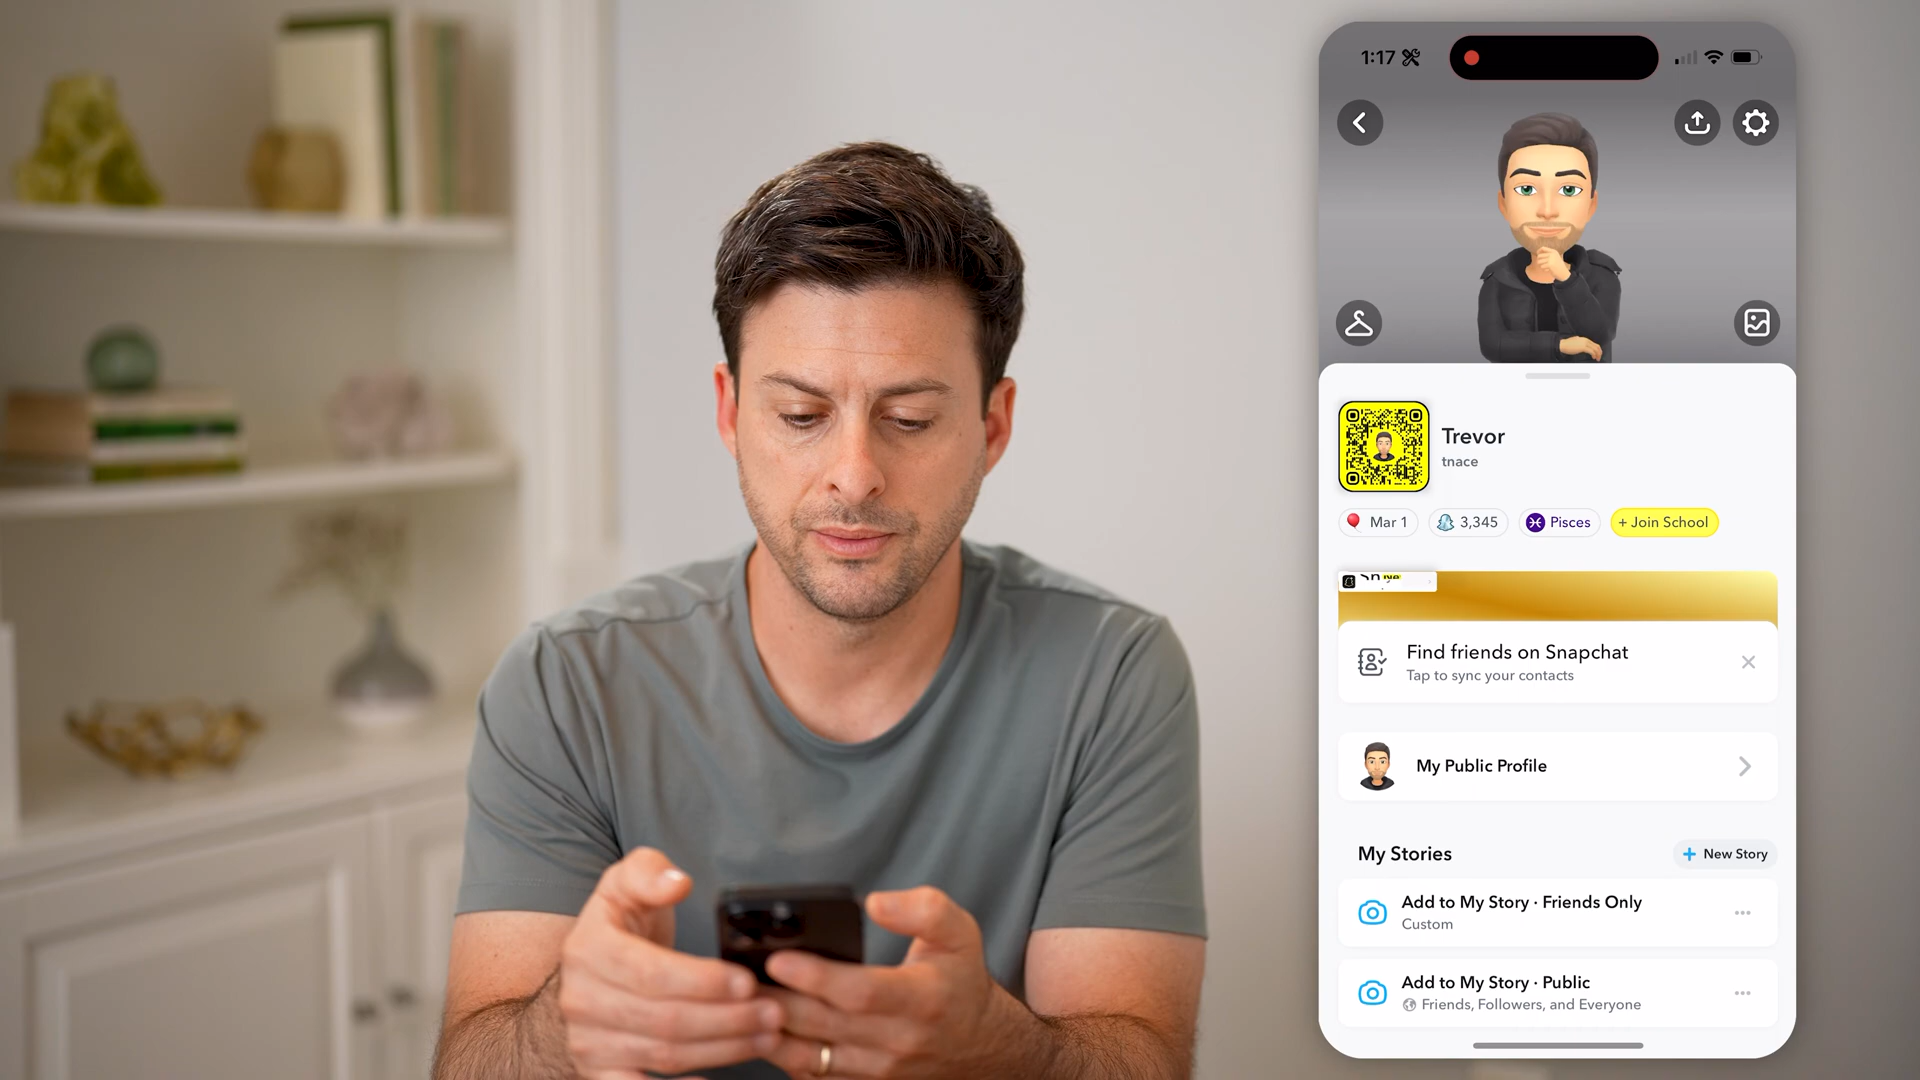 1:17
Trevor
tnace
Mar 1
3,345
Pisces
+ Join School
Find friends on Snapchat
Tap to sync your contacts
My Public Profile
My Stories
+ New Story
Add to My Story · Friends Only
Custom
Add to My Story · Public
Friends, Followers, and Everyone